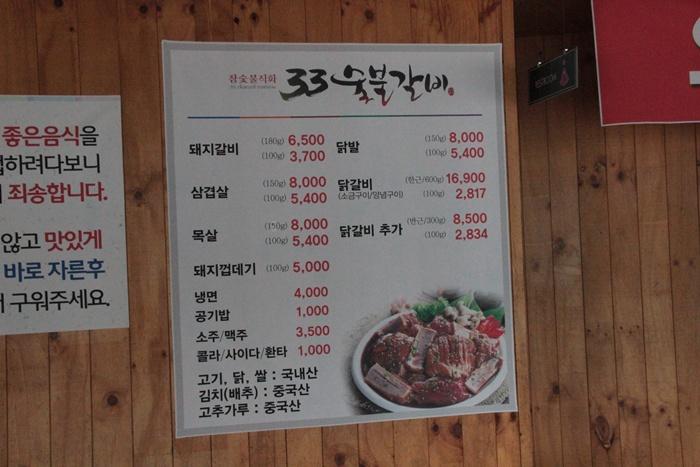 좋은음식을
하려다보니
죄송합니다.
않고 맛있게
바로 자른후
구워주세요.
참숯불식화
33 숯불갈비
돼지갈비 (180g) 6,500
(100g) 3,700
삼겹살 (150g) 8,000
(100g) 5,400
목살 (150g) 8,000
(100g) 5,400
돼지껍데기 (100g) 5,000
냉면 4,000
공기밥 1,000
소주/맥주 3,500
콜라/사이다/환타 1,000
닭발 (150g) 8,000
(100g) 5,400
닭갈비 (한근/600g) 16,900
(소금구이/양념구이) (100g) 2,817
닭갈비 추가 (반근/300g) 8,500
(100g) 2,834
고기, 닭, 쌀 : 국내산
김치(배추) : 중국산
고추가루 : 중국산